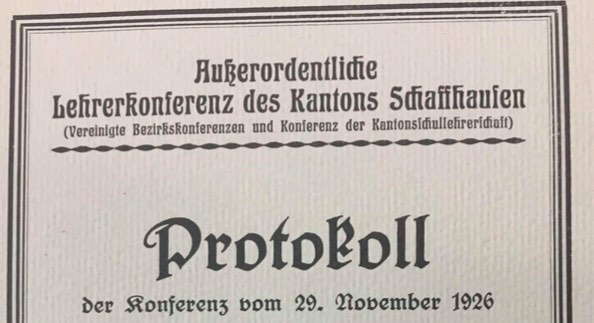 Außerordentliche
Lehrerkonferenz des Kantons Schaffhausen
(Vereinigte Bezirkskonferenzen und Konferenz der Kantonsschullehrerschaft)
Protokoll
der Konferenz vom 29. November 1926